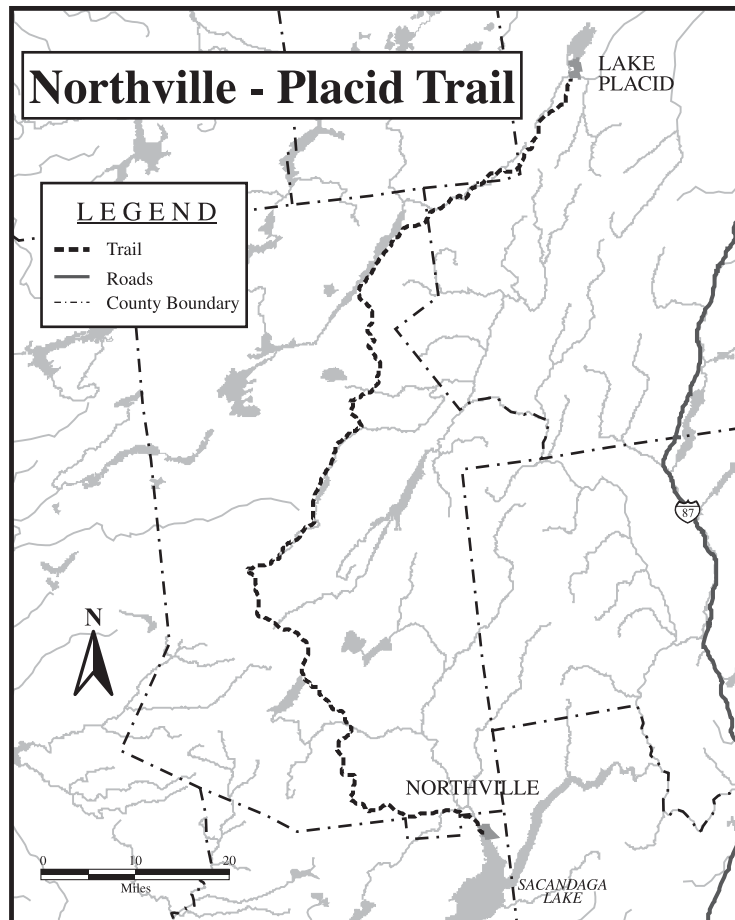 Northville - Placid Trail
LAKE
PLACID
LEGEND
Trail
Roads
County Boundary
87
N
NORTHVILLE
0 10 20
Miles
SACANDAGA
LAKE